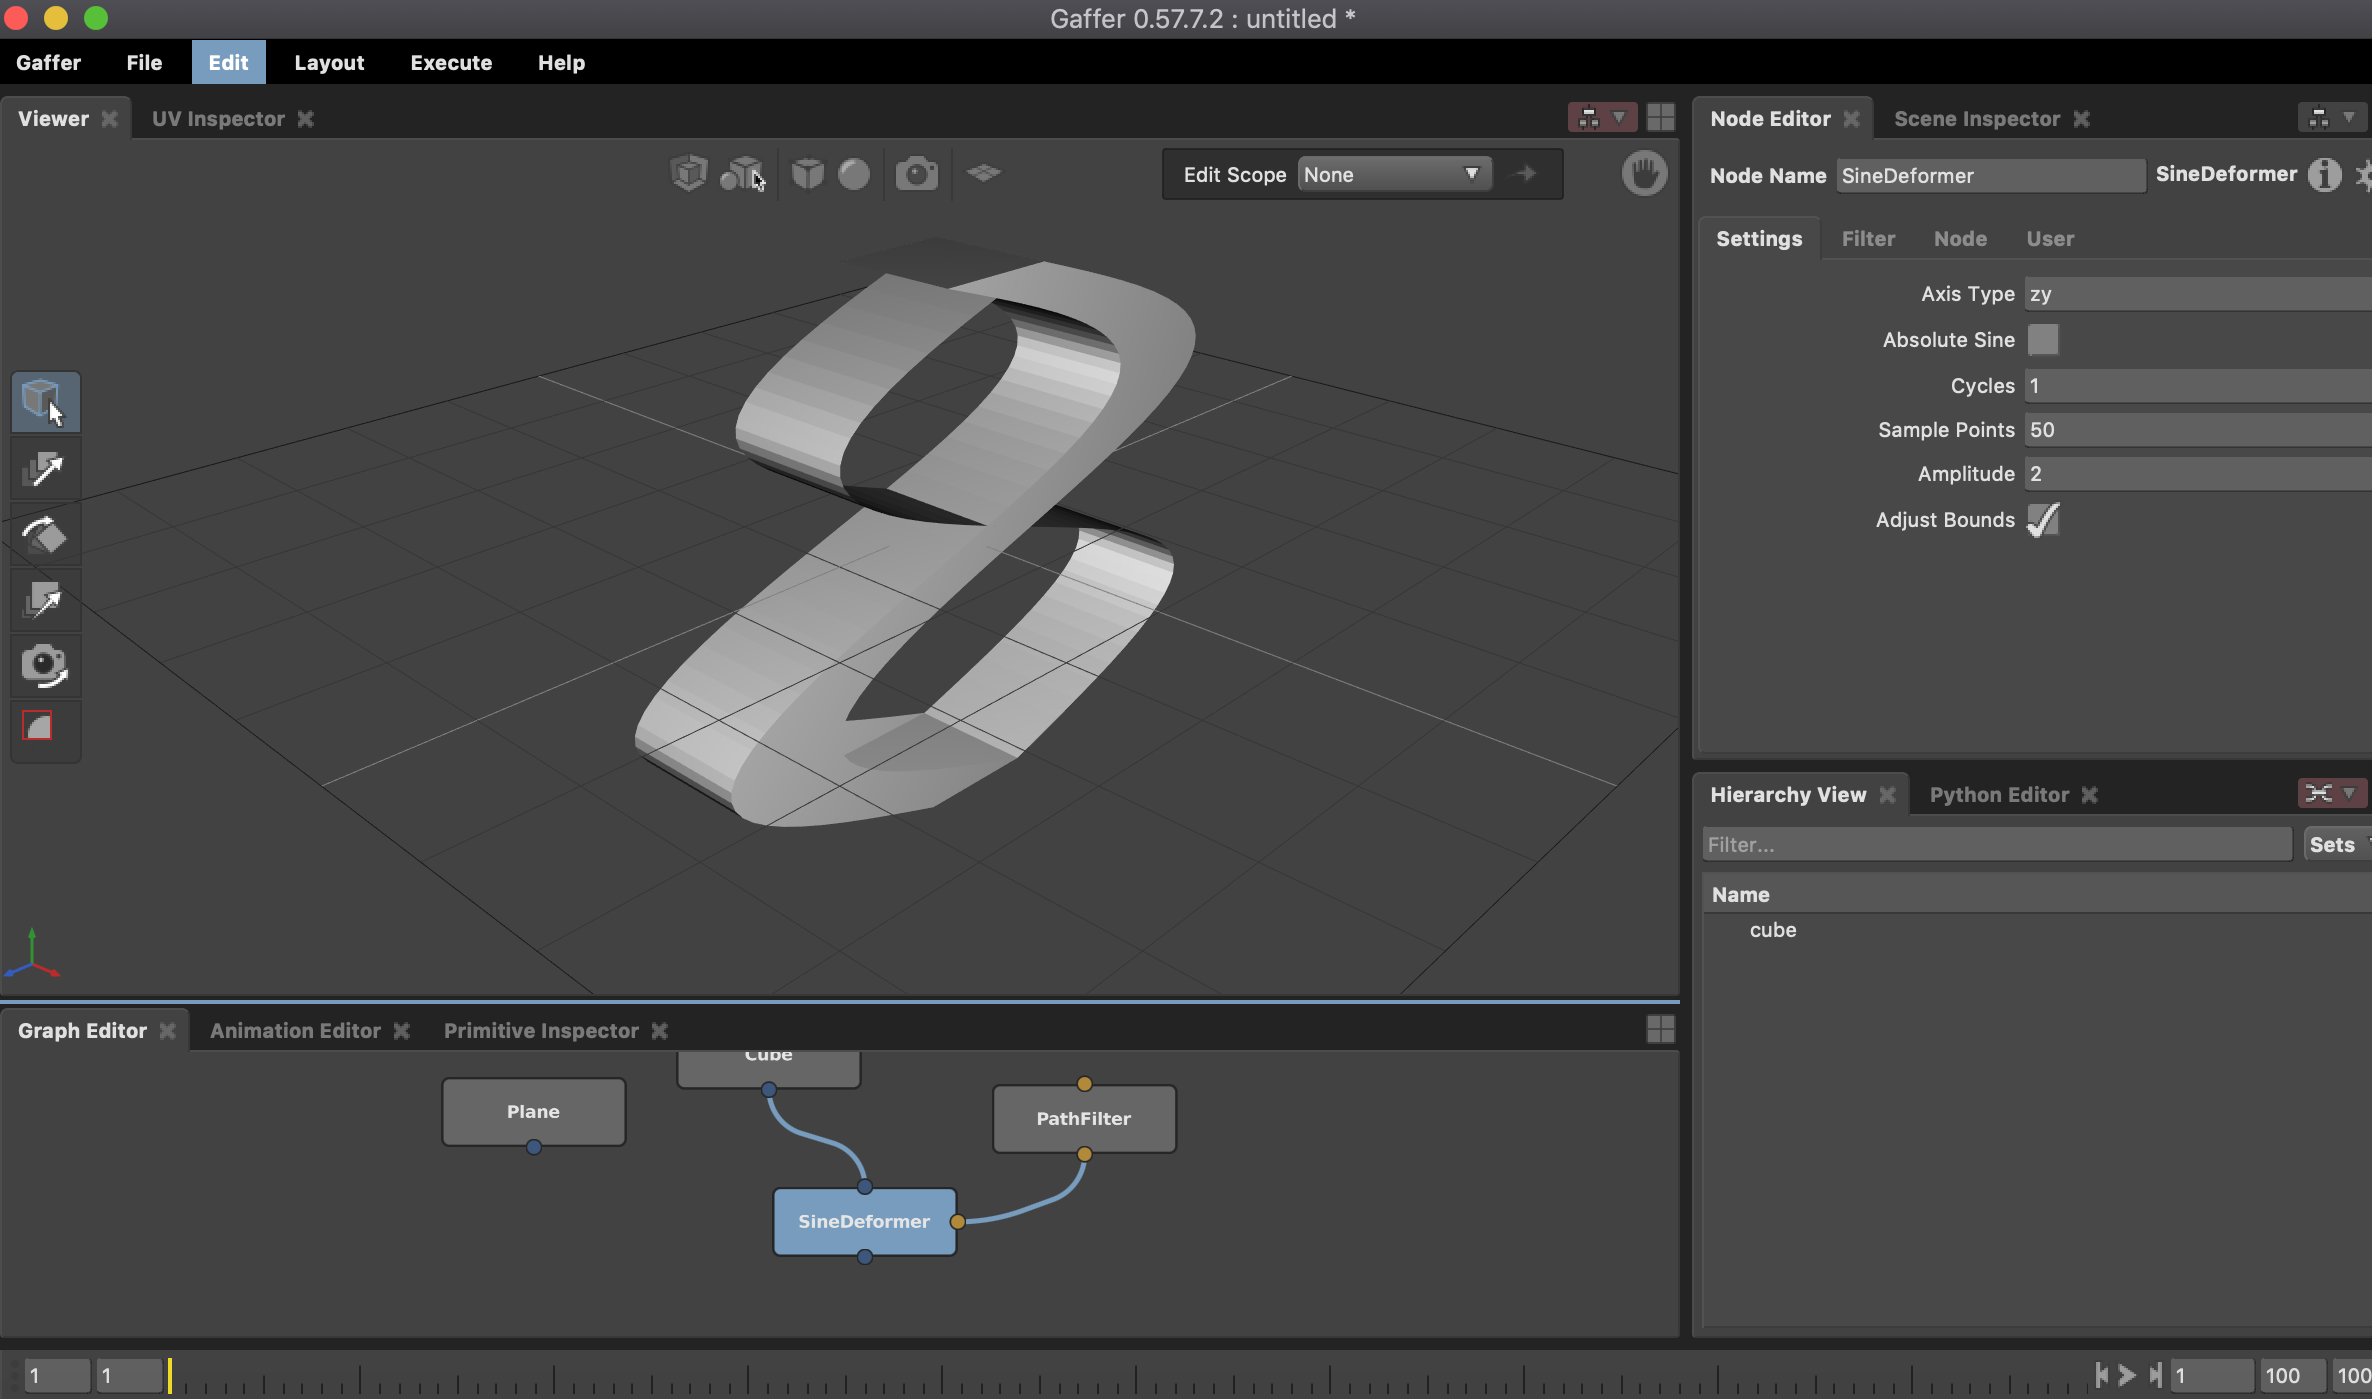 Gaffer 0.57.7.2 : untitled *
Gaffer File Edit Layout Execute Help
Viewer UV Inspector
Edit Scope None
Node Editor Scene Inspector
Node Name SineDeformer SineDeformer
Settings Filter Node User
Axis Type zy
Absolute Sine
Cycles 1
Sample Points 50
Amplitude 2
Adjust Bounds
Hierarchy View Python Editor
Filter... Sets
Name
cube
Graph Editor Animation Editor Primitive Inspector
Cube
Plane
PathFilter
SineDeformer
1 1 1 100 100